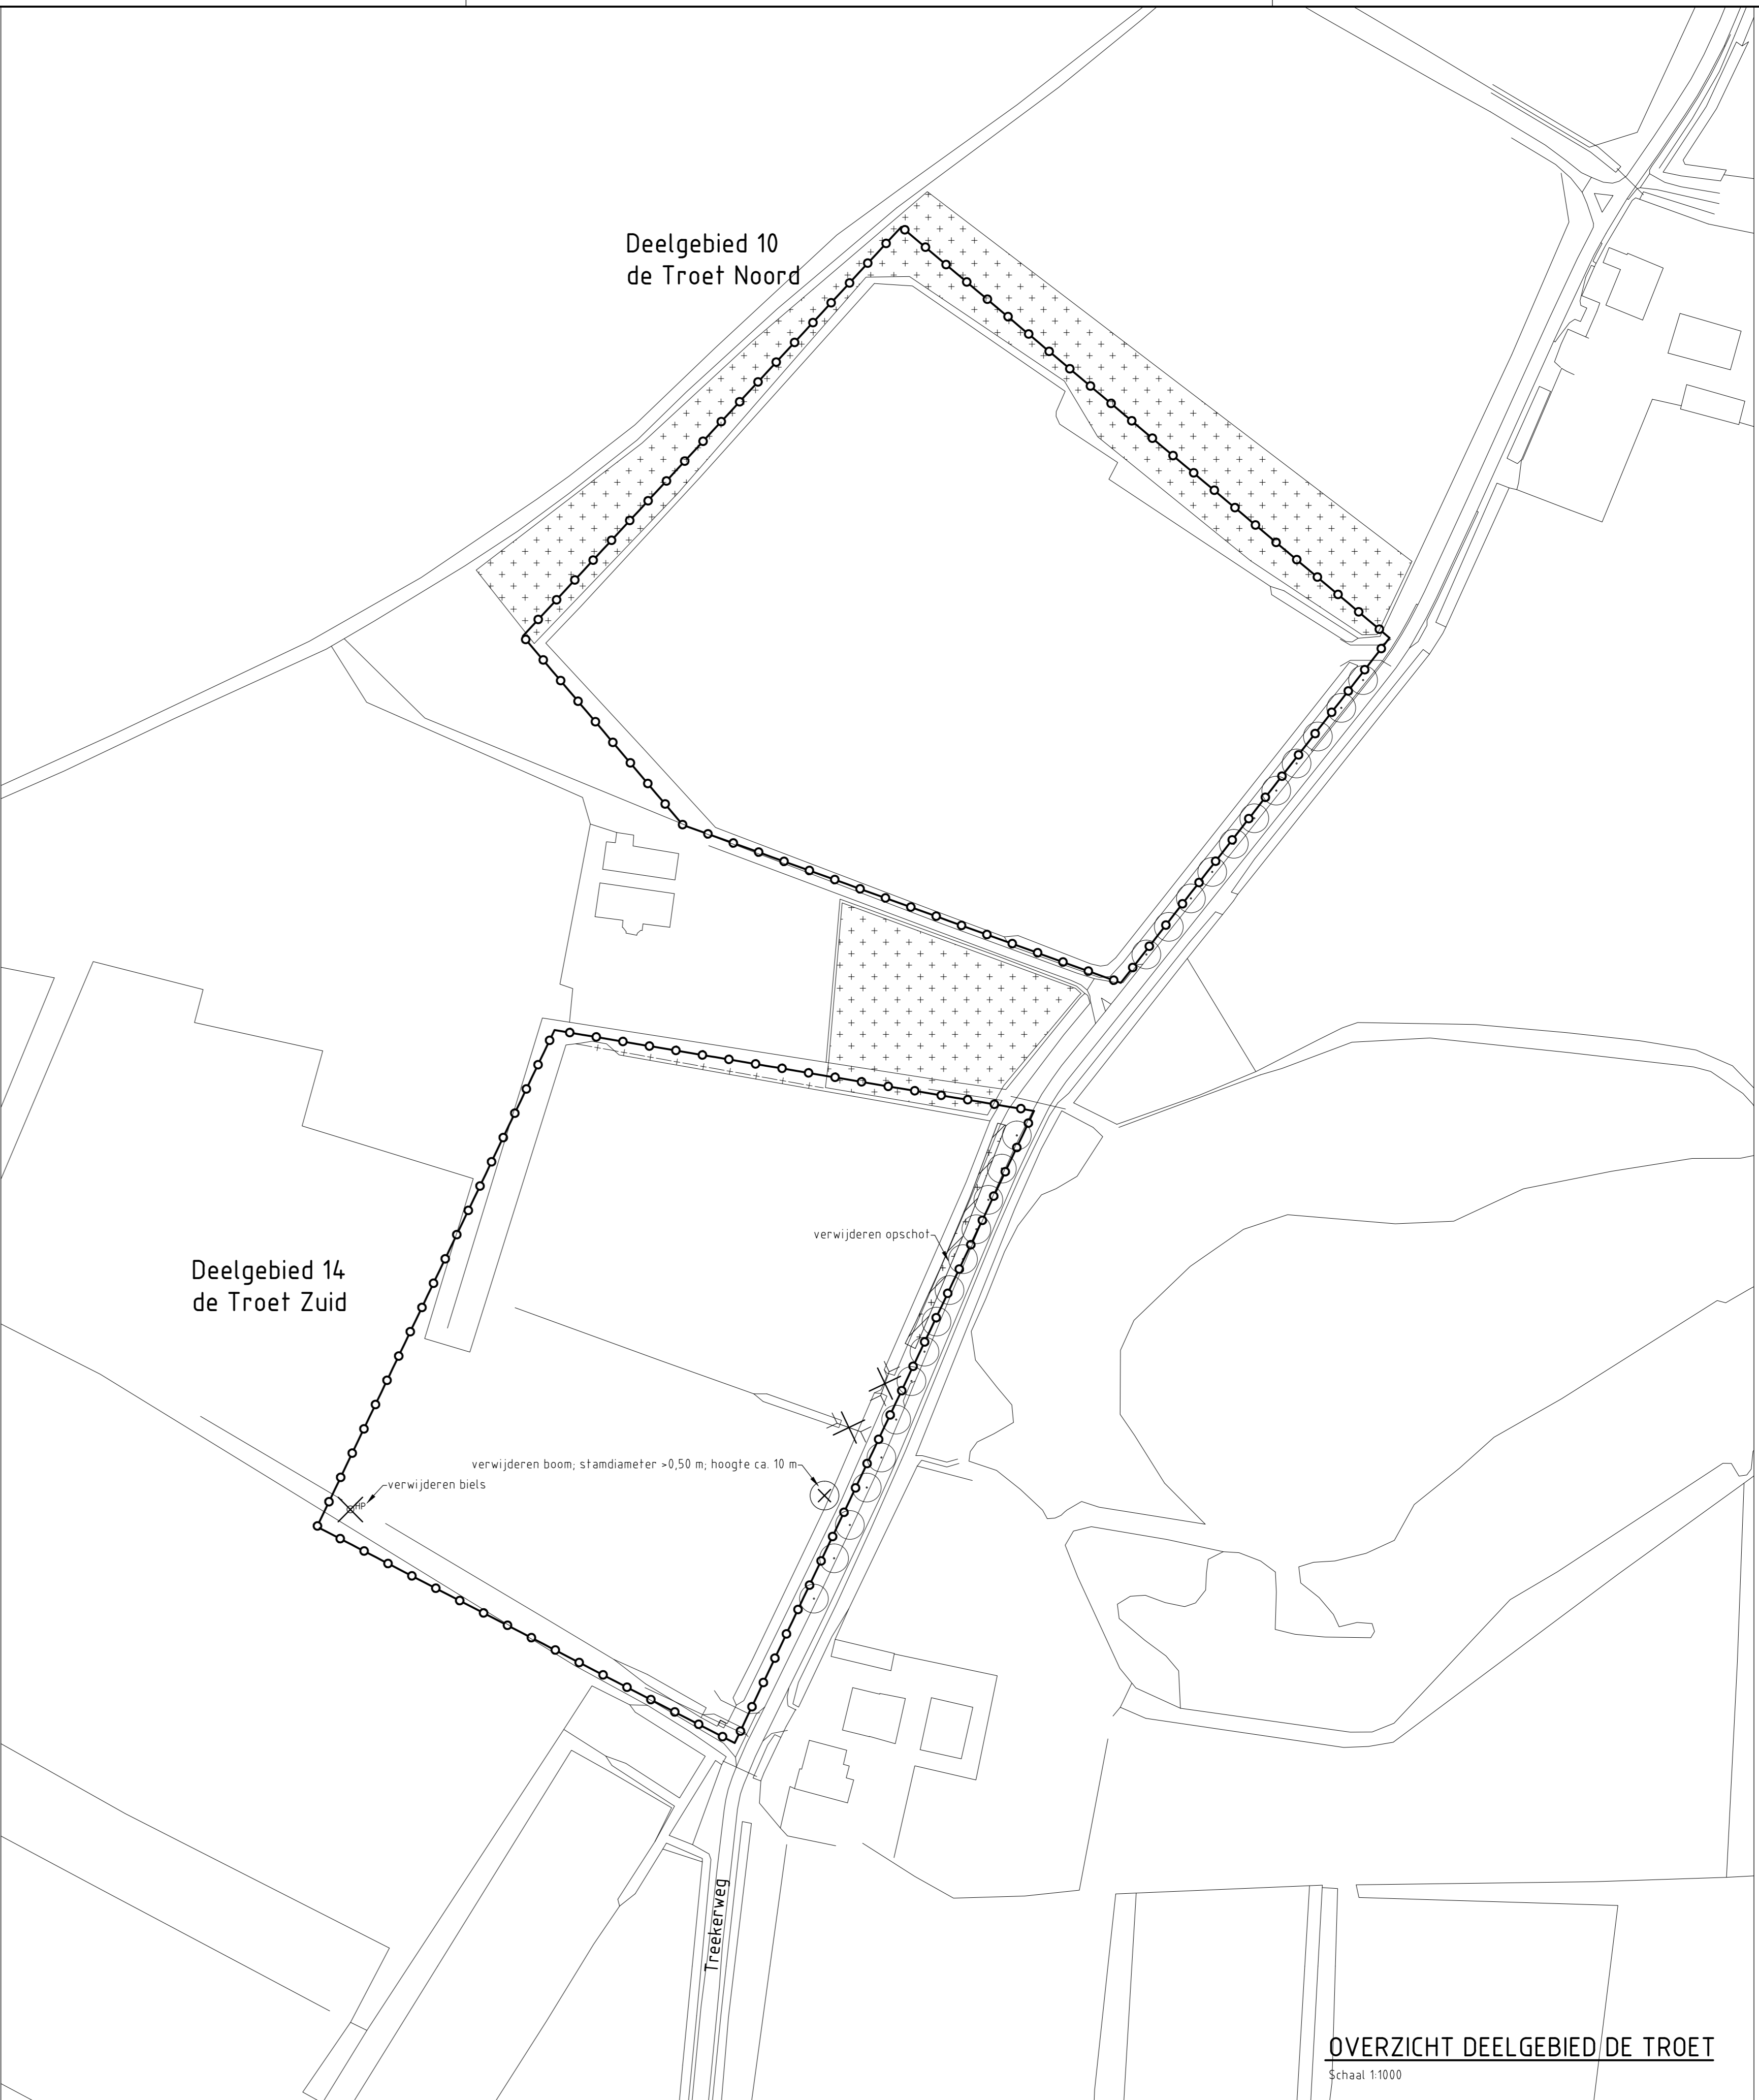 Deelgebied 10
de Troet Noord
verwijderen opschot
Deelgebied 14
de Troet Zuid
verwijderen boom; stamdiameter >0,50 m; hoogte ca. 10 m
verwijderen biels
HP
Treekerweg
OVERZICHT DEELGEBIED DE TROET
Schaal 1:1000